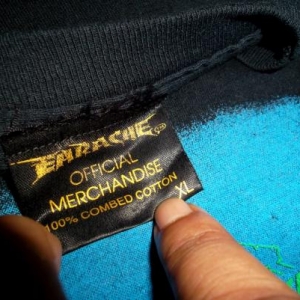 EARACHE
OFFICIAL
MERCHANDISE
100% COMBED COTTON
XL